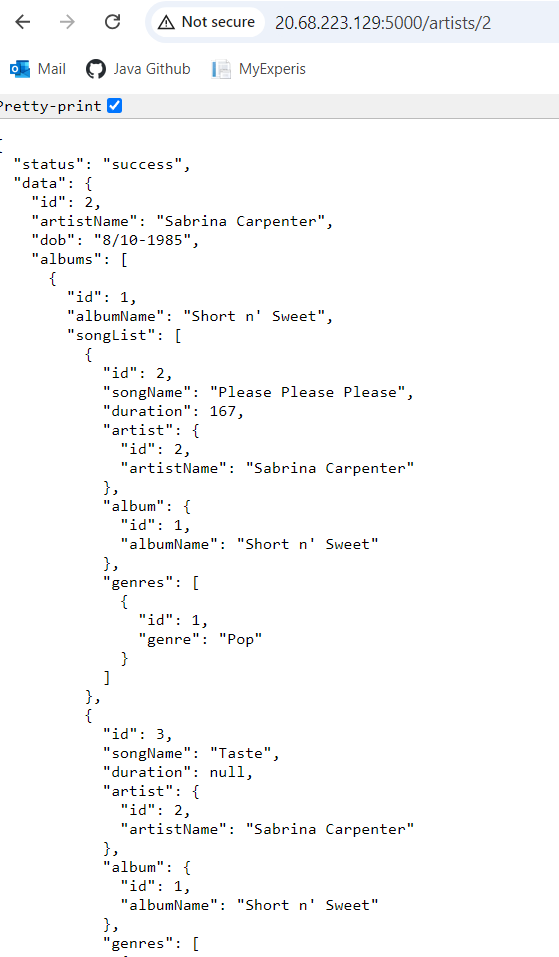 Not secure 20.68.223.129:5000/artists/2
Mail Java Github MyExperis
Pretty-print
{
"status": "success",
"data": {
"id": 2,
"artistName": "Sabrina Carpenter",
"dob": "8/10-1985",
"albums": [
{
"id": 1,
"albumName": "Short n' Sweet",
"songList": [
{
"id": 2,
"songName": "Please Please Please",
"duration": 167,
"artist": {
"id": 2,
"artistName": "Sabrina Carpenter"
},
"album": {
"id": 1,
"albumName": "Short n' Sweet"
},
"genres": [
{
"id": 1,
"genre": "Pop"
}
]
},
{
"id": 3,
"songName": "Taste",
"duration": null,
"artist": {
"id": 2,
"artistName": "Sabrina Carpenter"
},
"album": {
"id": 1,
"albumName": "Short n' Sweet"
},
"genres": [